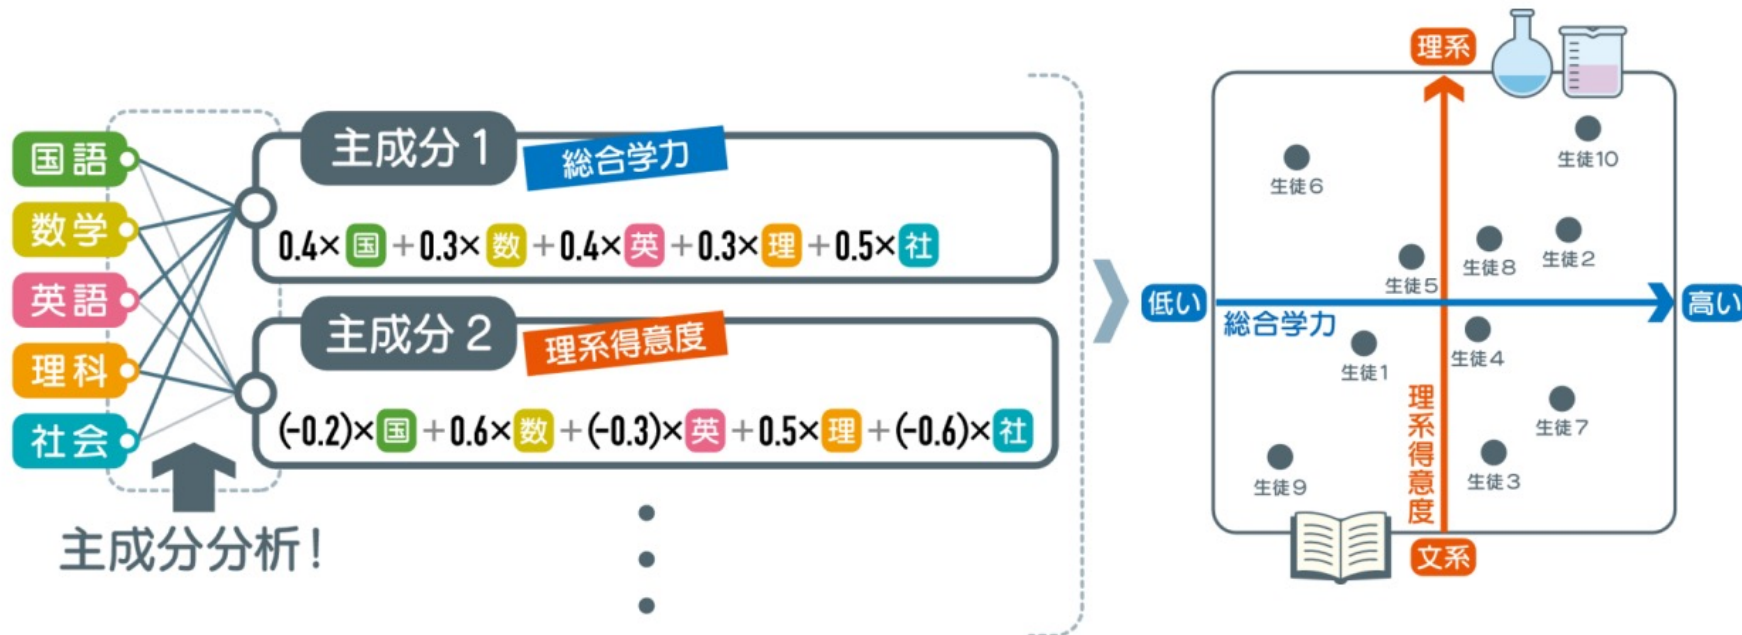 国語
数学
英語
理科
社会
主成分分析!
主成分1
総合学力
0.4×国+0.3×数+0.4×英+0.3×理+0.5×社
主成分2
理系得意度
(-0.2)×国+0.6×数+(-0.3)×英+0.5×理+(-0.6)×社
理系
生徒10
生徒6
生徒2
生徒8
生徒5
低い
高い
総合学力
生徒4
生徒1
理系得意度
生徒7
生徒3
生徒9
文系